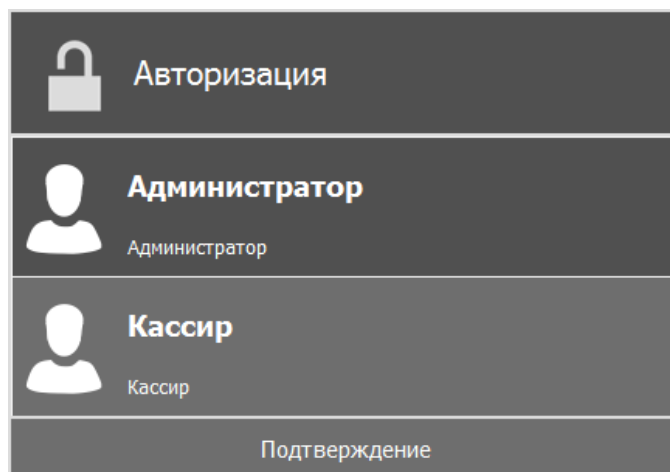 Авторизация
Администратор
Администратор
Кассир
Кассир
Подтверждение